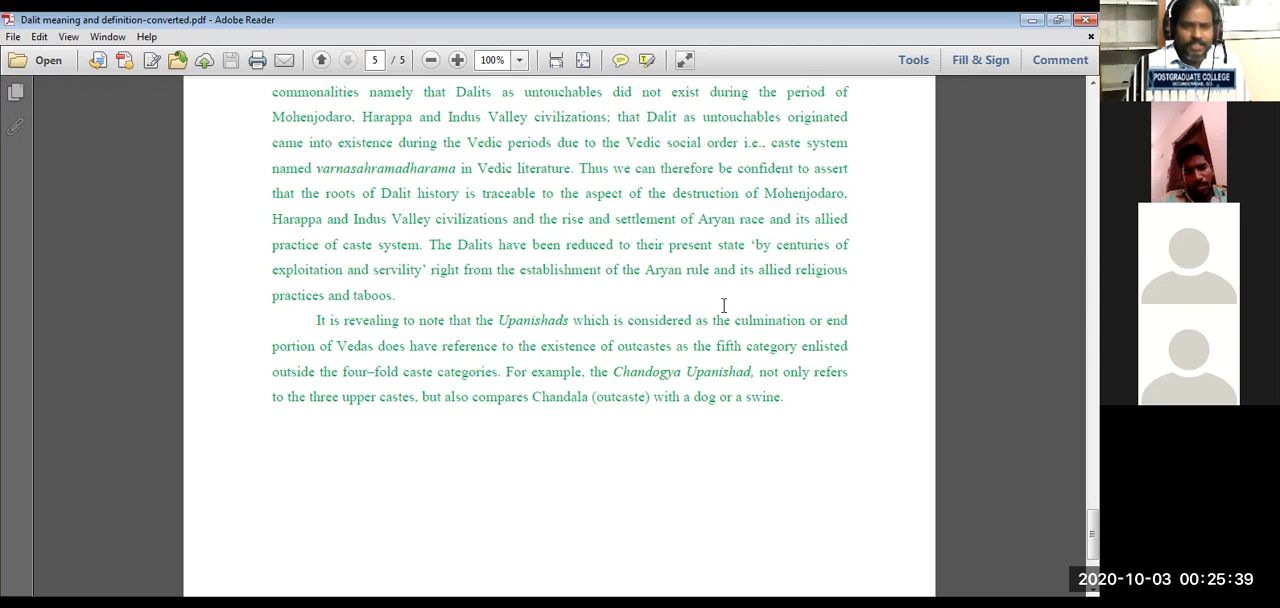 Dalit meaning and definition-converted.pdf - Adobe Reader
File Edit View Window Help
Open 5 / 5 100% Tools Fill & Sign Comment
commonalities namely that Dalits as untouchables did not exist during the period of
Mohenjodaro, Harappa and Indus Valley civilizations; that Dalit as untouchables originated
came into existence during the Vedic periods due to the Vedic social order i.e., caste system
named varnasahramadharama in Vedic literature. Thus we can therefore be confident to assert
that the roots of Dalit history is traceable to the aspect of the destruction of Mohenjodaro,
Harappa and Indus Valley civilizations and the rise and settlement of Aryan race and its allied
practice of caste system. The Dalits have been reduced to their present state ‘by centuries of
exploitation and servility’ right from the establishment of the Aryan rule and its allied religious
practices and taboos.
It is revealing to note that the Upanishads which is considered as the culmination or end
portion of Vedas does have reference to the existence of outcastes as the fifth category enlisted
outside the four–fold caste categories. For example, the Chandogya Upanishad, not only refers
to the three upper castes, but also compares Chandala (outcaste) with a dog or a swine.
POSTGRADUATE COLLEGE
2020-10-03 00:25:39